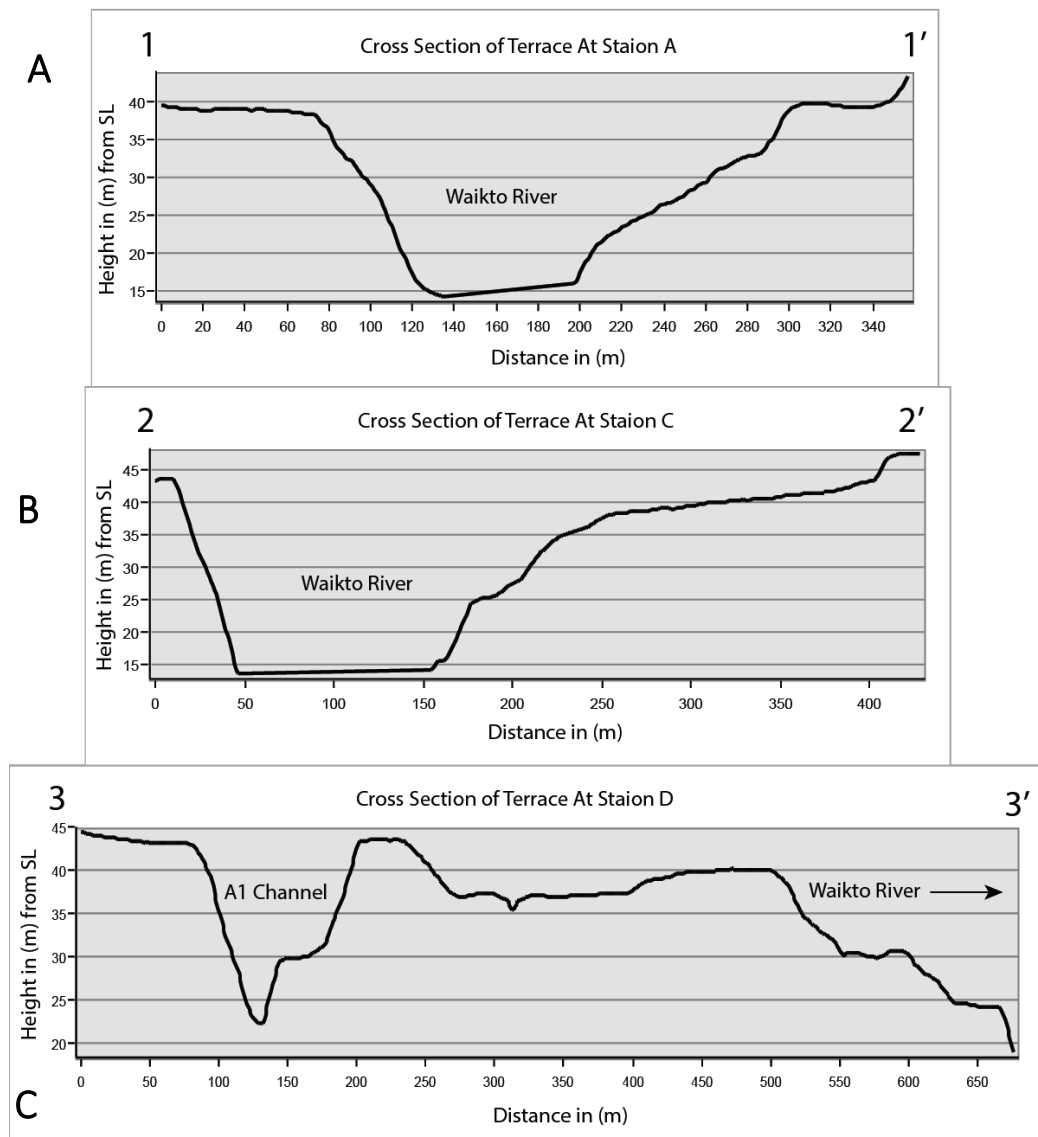 A
1
Cross Section of Terrace At Staion A
1′
Height in (m) from SL
40
35
30
25
20
15
Waikto River
0 20 40 60 80 100 120 140 160 180 200 220 240 260 280 300 320 340
Distance in (m)
B
2
Cross Section of Terrace At Staion C
2′
Height in (m) from SL
45
40
35
30
25
20
15
Waikto River
0 50 100 150 200 250 300 350 400
Distance in (m)
C
3
Cross Section of Terrace At Staion D
3′
Height in (m) from SL
45
40
35
30
25
20
A1 Channel
Waikto River
0 50 100 150 200 250 300 350 400 450 500 550 600 650
Distance in (m)